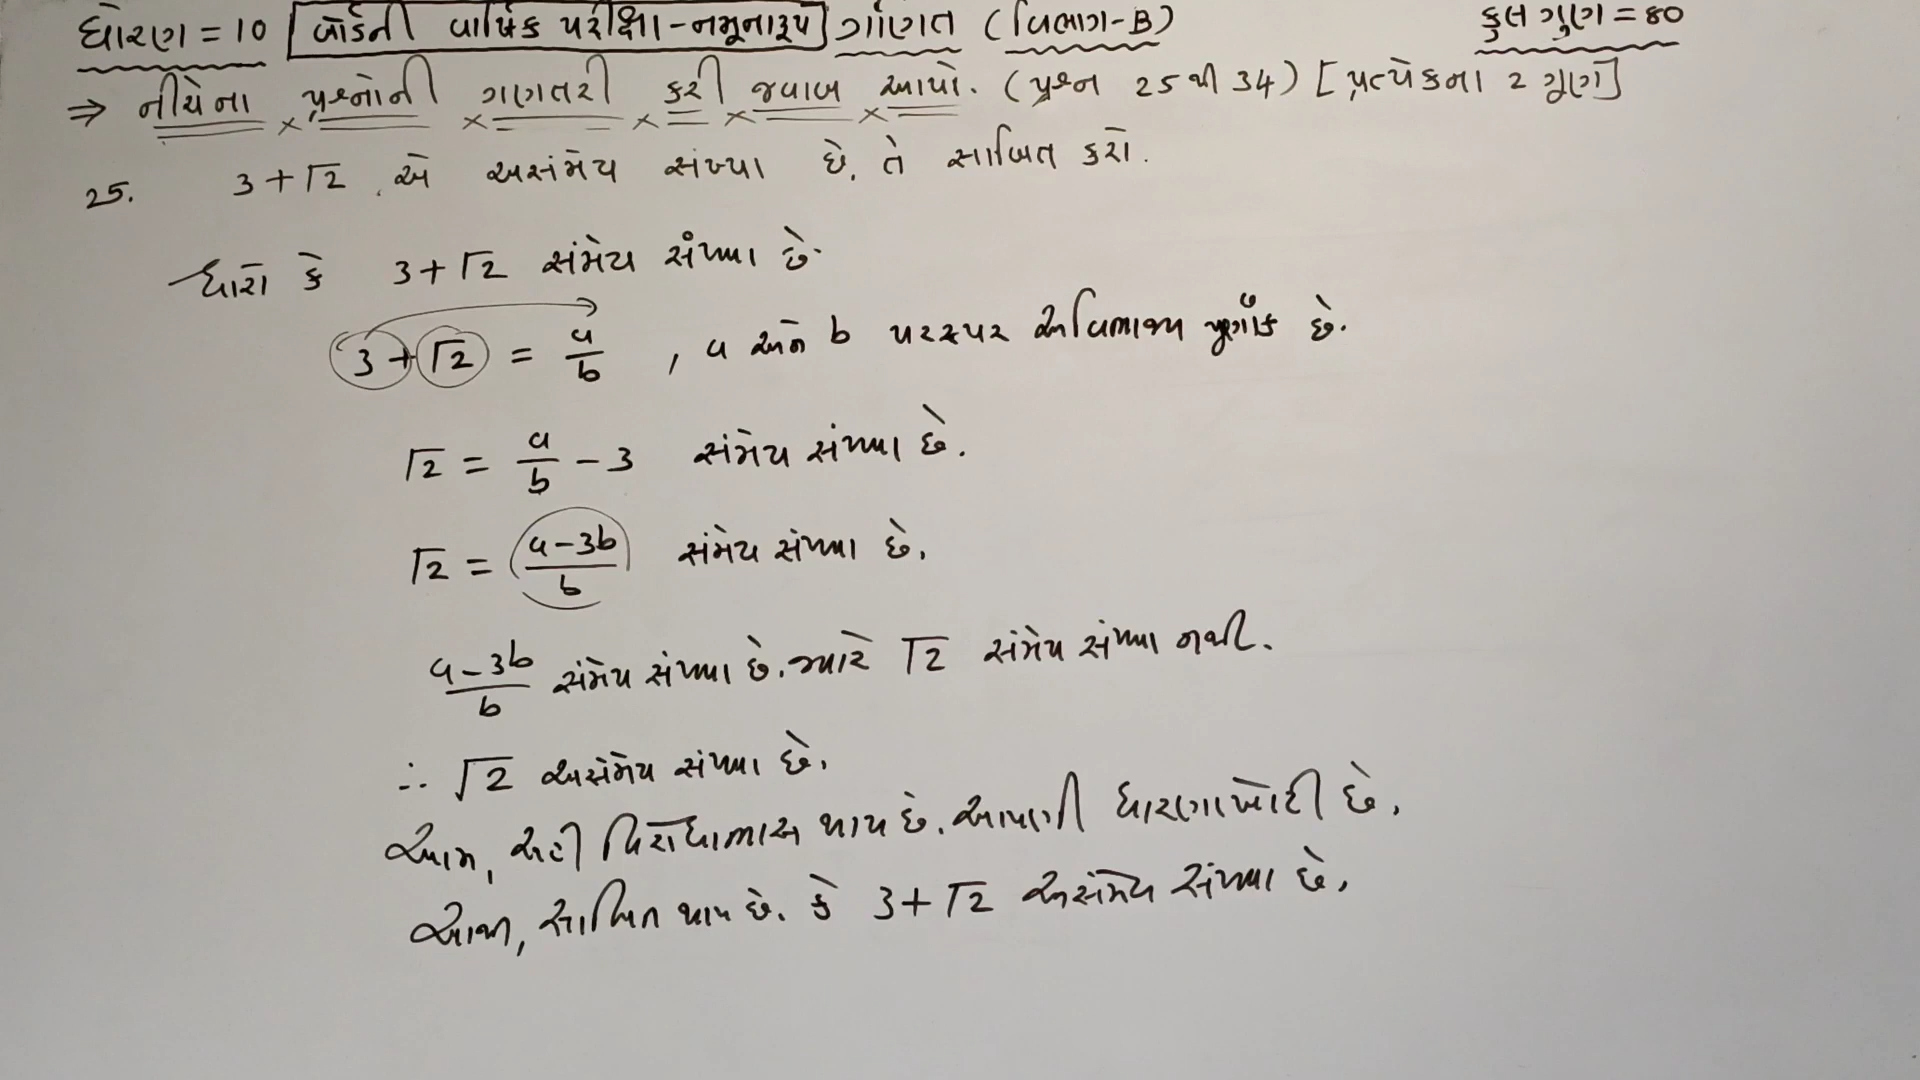 ધોરણ = 10 બોર્ડની વાર્ષિક પરીક્ષા - નમૂનારૂપ ગણિત (વિભાગ-B) કુલ ગુણ = 80
⇒ નીચેના પ્રશ્નોની ગણતરી કરી જવાબ આપો. (પ્રશ્ન 25 થી 34) [પ્રત્યેકના 2 ગુણ]
25. 3+√2 એ અસંમેય સંખ્યા છે, તે સાબિત કરો.
ધારો કે 3+√2 સંમેય સંખ્યા છે.
3+√2 = a/b , a અને b પરસ્પર અવિભાજ્ય પૂર્ણાંક છે.
√2 = a/b - 3 સંમેય સંખ્યા છે.
√2 = (a-3b)/b સંમેય સંખ્યા છે.
(a-3b)/b સંમેય સંખ્યા છે. જ્યારે √2 સંમેય સંખ્યા નથી.
∴ √2 અસંમેય સંખ્યા છે.
આમ, અહી વિરોધાભાસ થાય છે. આપણી ધારણા ખોટી છે.
આમ, સાબિત થાય છે. કે 3+√2 અસંમેય સંખ્યા છે.